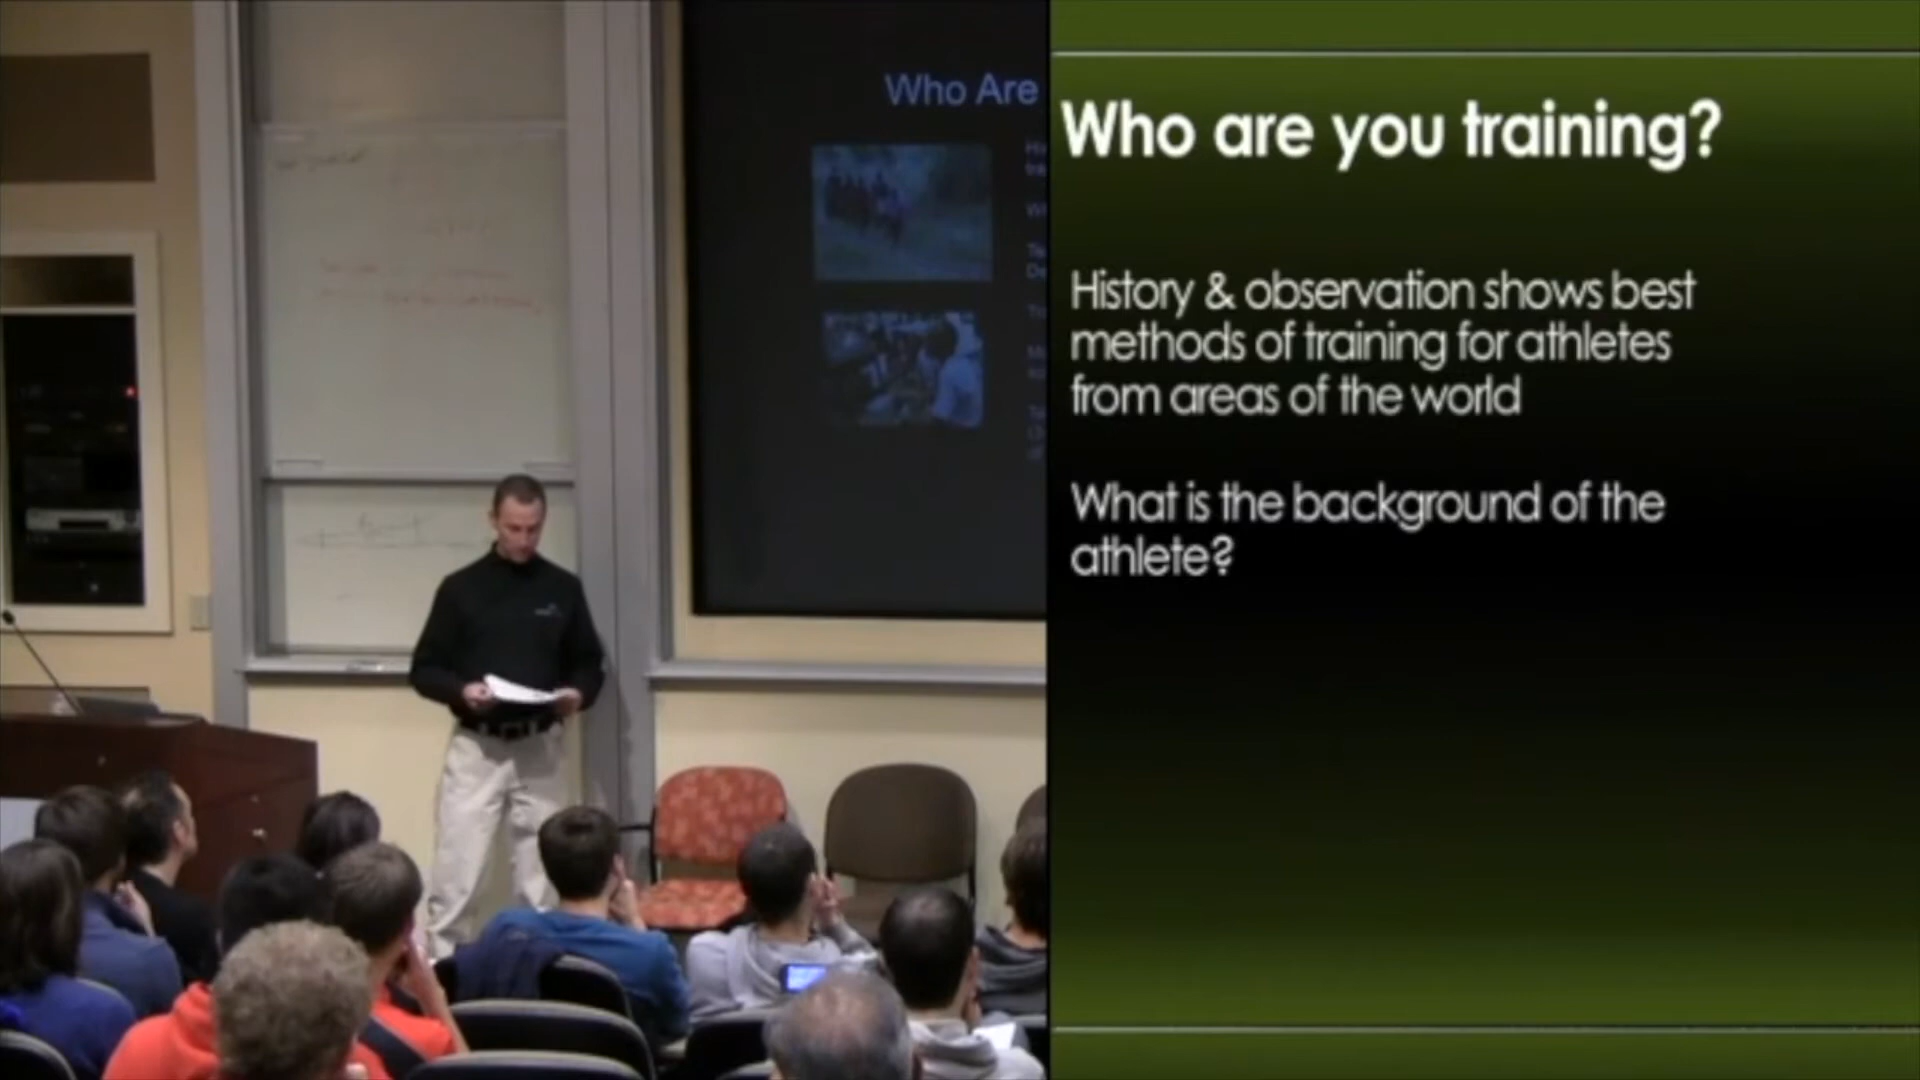 Who Are
Who are you training?
History & observation shows best
methods of training for athletes
from areas of the world
What is the background of the
athlete?